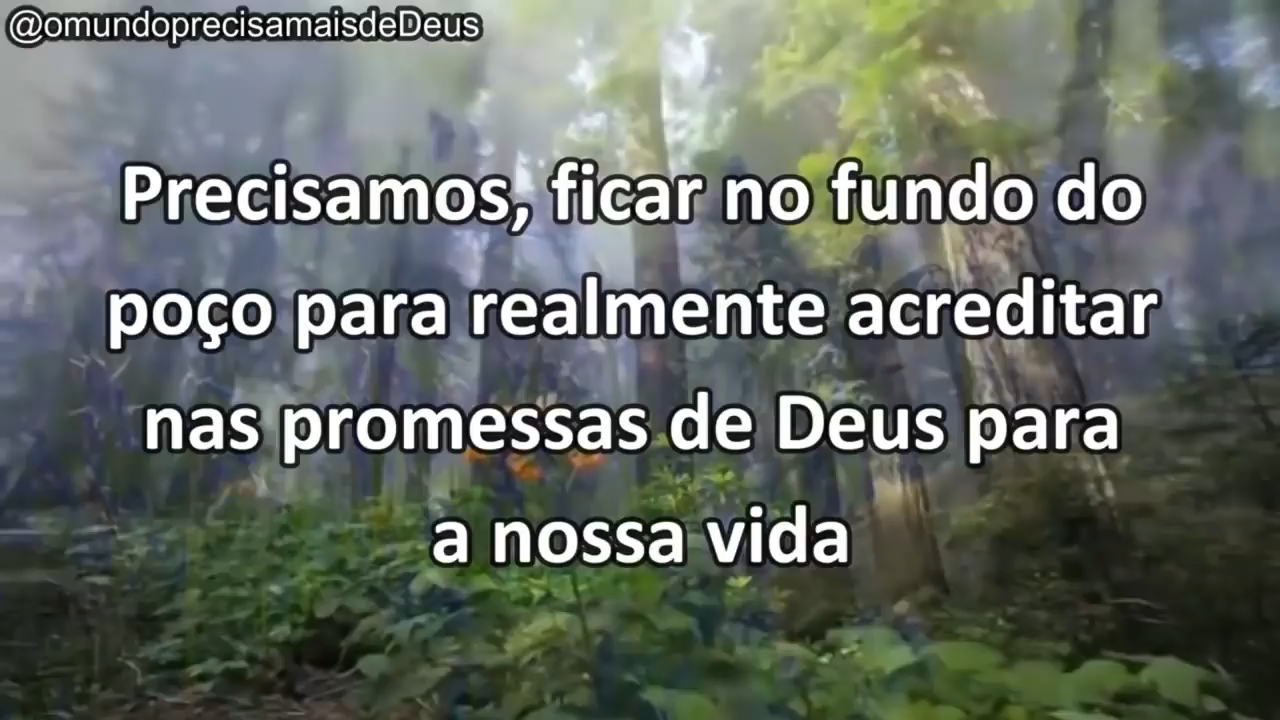 @omundoprecisamaisdeDeus
Precisamos, ficar no fundo do
poço para realmente acreditar
nas promessas de Deus para
a nossa vida